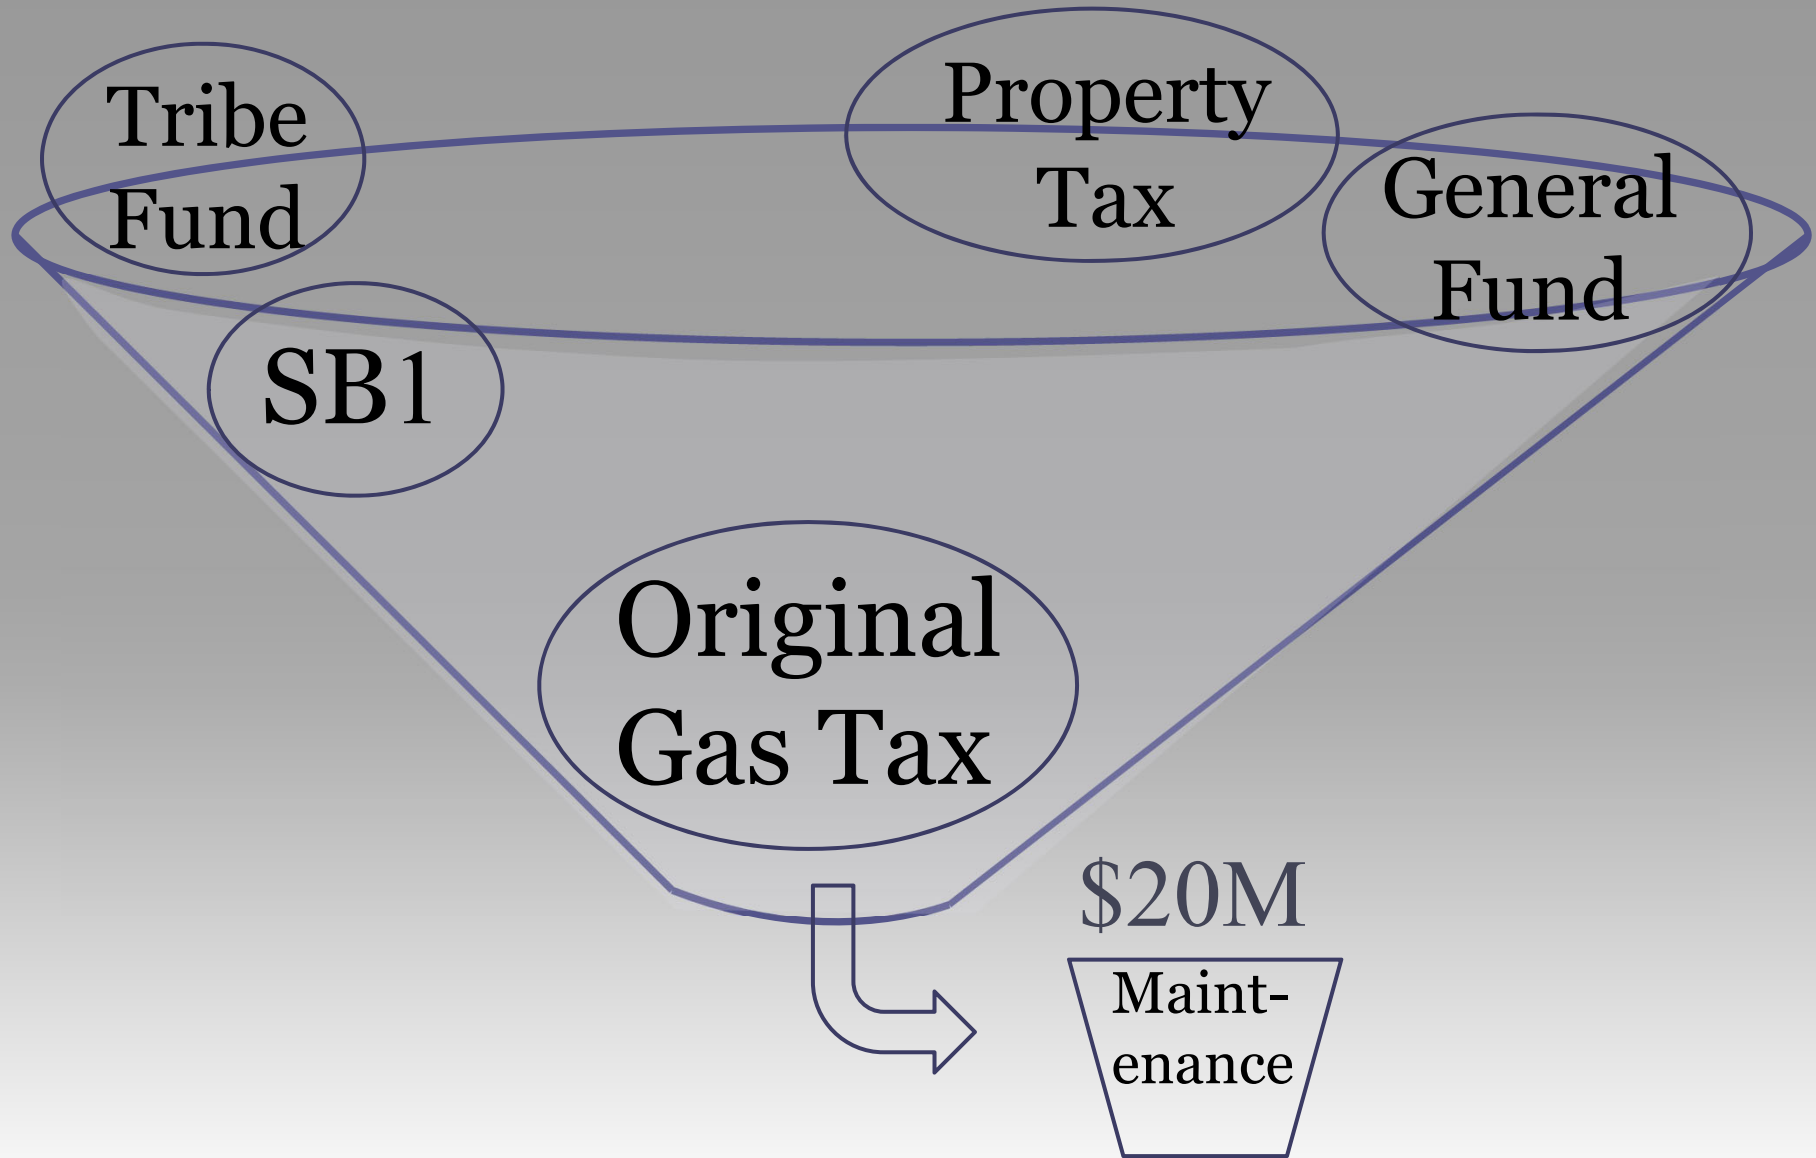 Tribe
Fund
Property
Tax
General
Fund
SB1
Original
Gas Tax
$20M
Maint-
enance